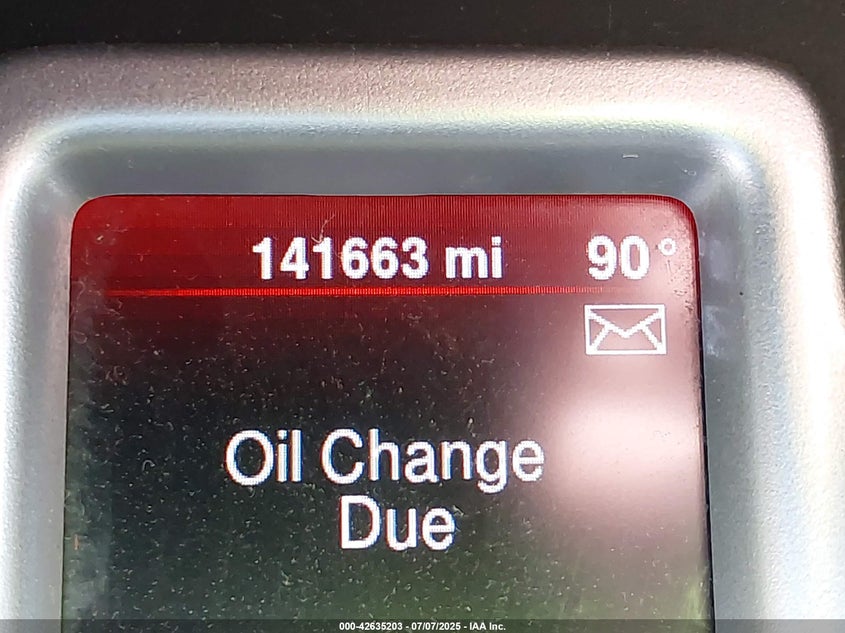 141663 mi 90°
Oil Change
Due
000-42635203 - 07/07/2025 - IAA Inc.